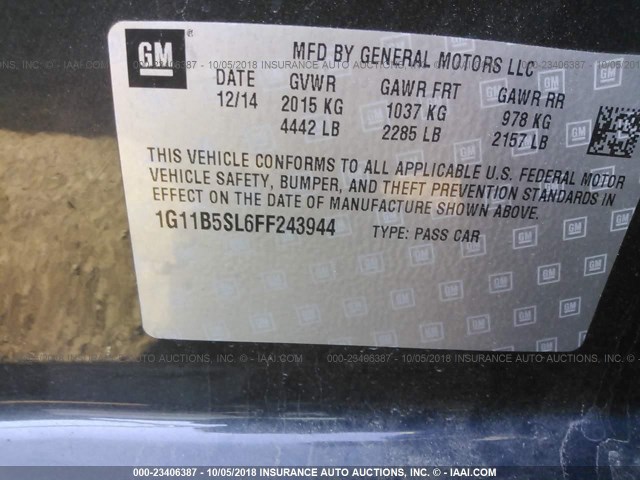 GM
MFD BY GENERAL MOTORS LLC
DATE GVWR GAWR FRT GAWR RR
12/14 2015 KG 1037 KG 978 KG
4442 LB 2285 LB 2157 LB
THIS VEHICLE CONFORMS TO ALL APPLICABLE U.S. FEDERAL MOTOR
VEHICLE SAFETY, BUMPER, AND THEFT PREVENTION STANDARDS IN
EFFECT ON THE DATE OF MANUFACTURE SHOWN ABOVE.
1G11B5SL6FF243944 TYPE: PASS CAR
000-23406387 - 10/05/2018 INSURANCE AUTO AUCTIONS, INC. - © IAAI.COM